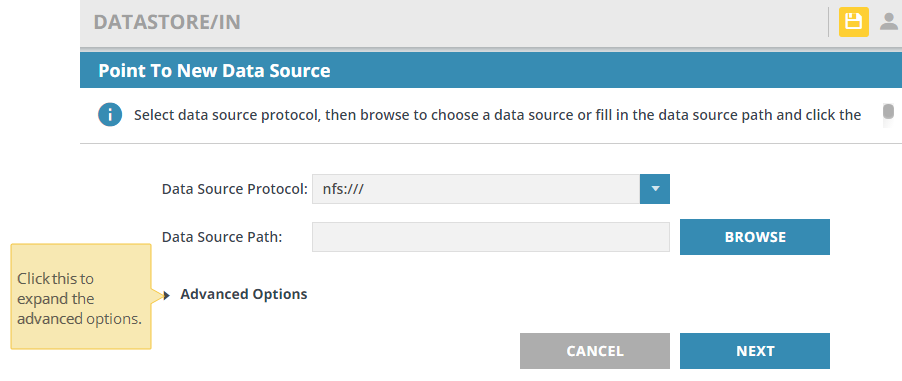 DATASTORE/IN
Point To New Data Source
Select data source protocol, then browse to choose a data source or fill in the data source path and click the
Data Source Protocol: nfs:///
Data Source Path: BROWSE
Click this to
expand the
advanced options.
Advanced Options
CANCEL NEXT